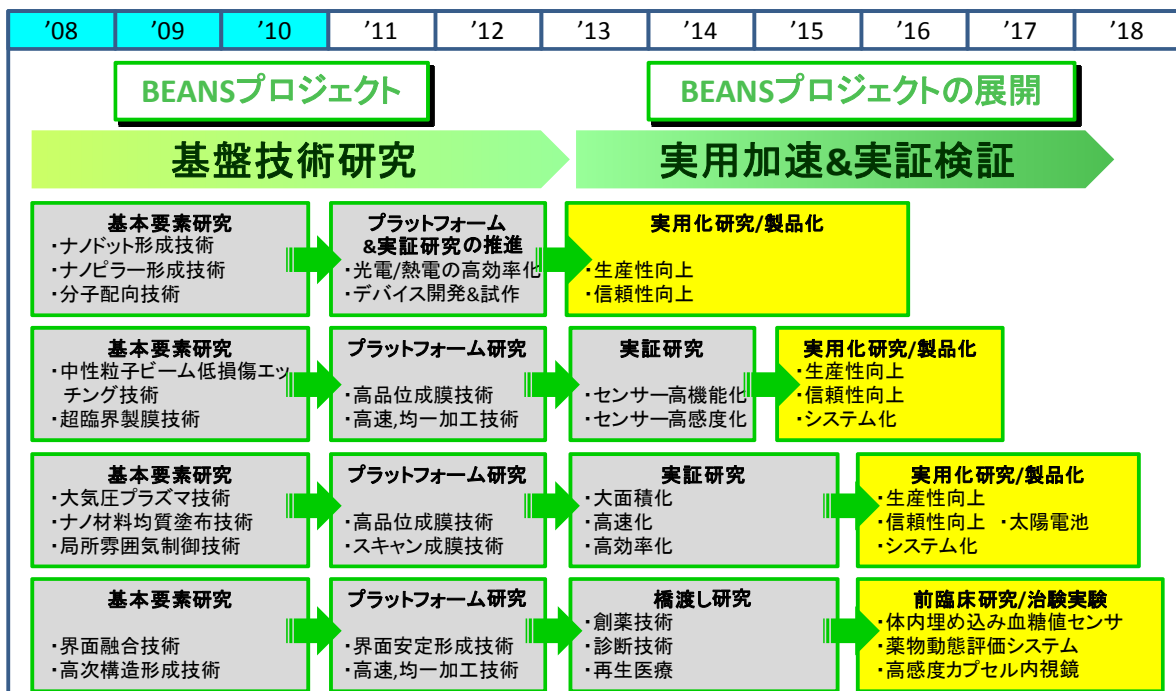 '08 '09 '10 '11 '12 '13 '14 '15 '16 '17 '18
BEANSプロジェクト
BEANSプロジェクトの展開
基盤技術研究
実用加速&実証検証
基本要素研究
・ナノドット形成技術
・ナノピラー形成技術
・分子配向技術
プラットフォーム
&実証研究の推進
・光電/熱電の高効率化
・デバイス開発&試作
実用化研究/製品化
・生産性向上
・信頼性向上
基本要素研究
・中性粒子ビーム低損傷エッ
チング技術
・超臨界製膜技術
プラットフォーム研究
・高品位成膜技術
・高速,均一加工技術
実証研究
・センサー高機能化
・センサー高感度化
実用化研究/製品化
・生産性向上
・信頼性向上
・システム化
基本要素研究
・大気圧プラズマ技術
・ナノ材料均質塗布技術
・局所雰囲気制御技術
プラットフォーム研究
・高品位成膜技術
・スキャン成膜技術
実証研究
・大面積化
・高速化
・高効率化
実用化研究/製品化
・生産性向上
・信頼性向上 ・太陽電池
・システム化
基本要素研究
・界面融合技術
・高次構造形成技術
プラットフォーム研究
・界面安定形成技術
・高速,均一加工技術
橋渡し研究
・創薬技術
・診断技術
・再生医療
前臨床研究/治験実験
・体内埋め込み血糖値センサ
・薬物動態評価システム
・高感度カプセル内視鏡